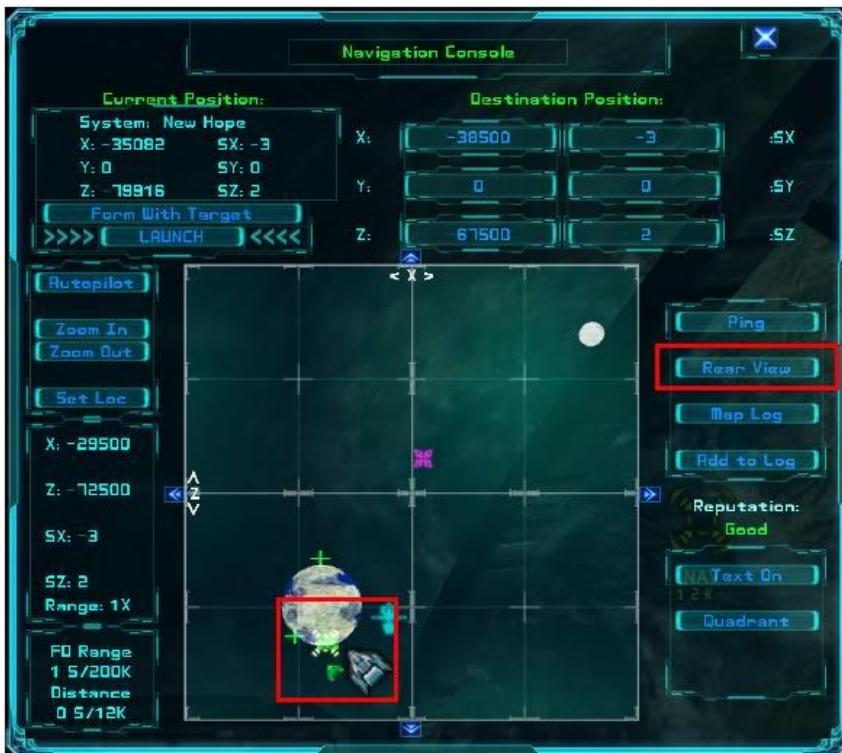 Navigation Console
Current Position:
System: New Hope
X: -35082 SX: -3
Y: 0 SY: 0
Z: -79916 SZ: 2
Form With Target
>>>> LAUNCH <<<<
Destination Position:
X: -38500 -3 :SX
Y: 0 0 :SY
Z: 67500 2 :SZ
Autopilot
Zoom In
Zoom Out
Set Loc
X: -29500
Z: -72500
SX: -3
SZ: 2
Range: 1X
FD Range
1 S/200K
Distance
0 S/12K
< X >
Z
Ping
Rear View
Map Log
Add to Log
Reputation:
Good
NA
Text On
12K
Quadrant